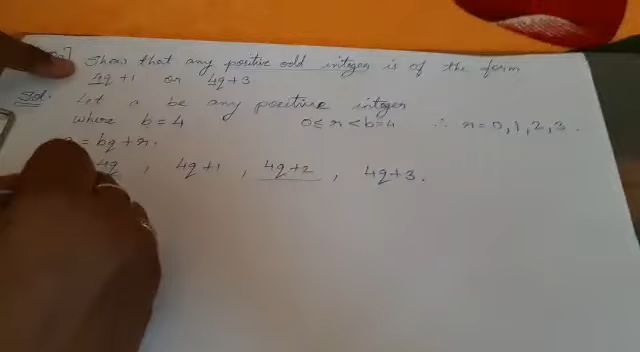 Show that any positive odd integer is of the form
4q+1 or 4q+3
Sol. Let a be any positive integer
where b=4 0≤r<b=4 ∴ r=0,1,2,3.
= bq+r.
4q, 4q+1, 4q+2, 4q+3.